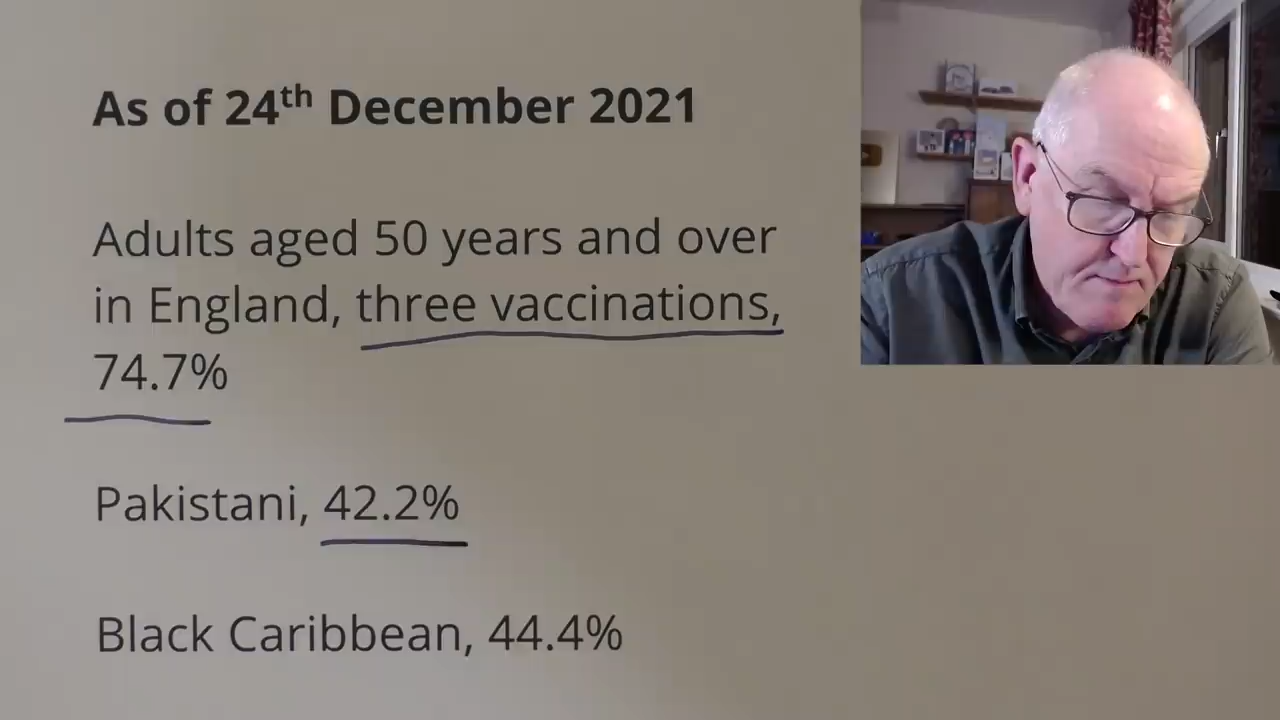 As of 24th December 2021
Adults aged 50 years and over
in England, three vaccinations,
74.7%
Pakistani, 42.2%
Black Caribbean, 44.4%